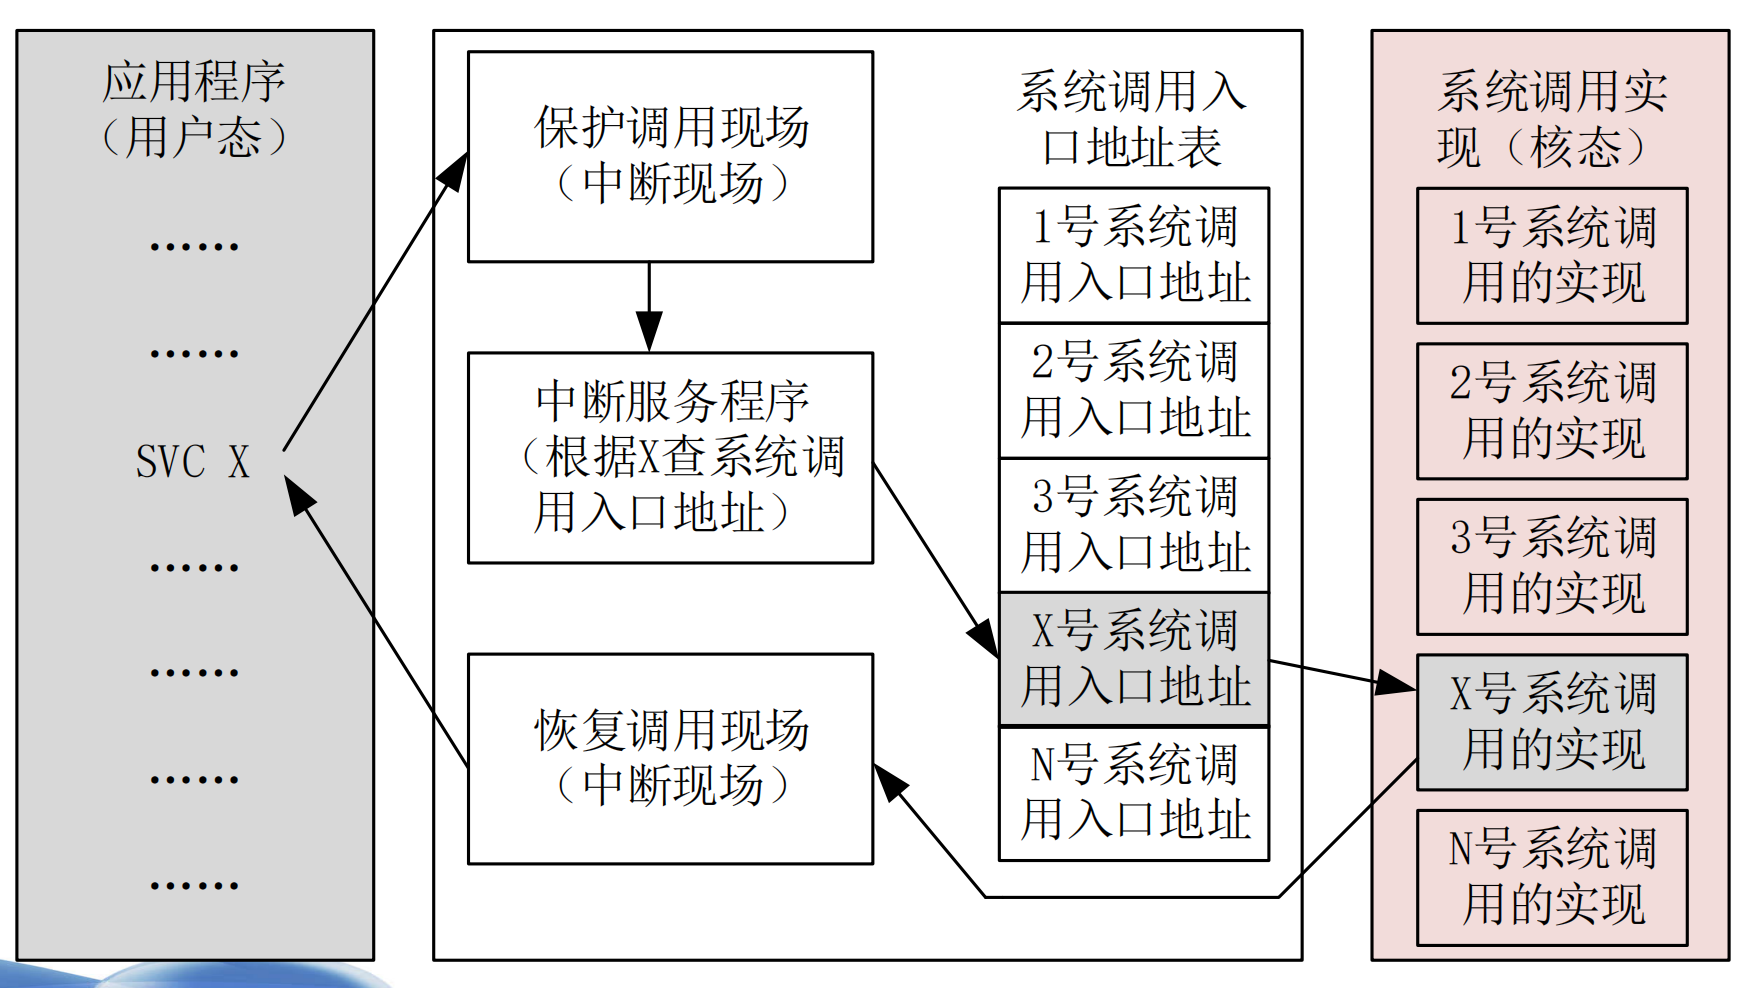 应用程序
（用户态）
……
……
SVC X
……
……
……
……
保护调用现场
（中断现场）
中断服务程序
（根据X查系统调
用入口地址）
恢复调用现场
（中断现场）
系统调用入
口地址表
1号系统调
用入口地址
2号系统调
用入口地址
3号系统调
用入口地址
X号系统调
用入口地址
N号系统调
用入口地址
系统调用实
现（核态）
1号系统调
用的实现
2号系统调
用的实现
3号系统调
用的实现
X号系统调
用的实现
N号系统调
用的实现